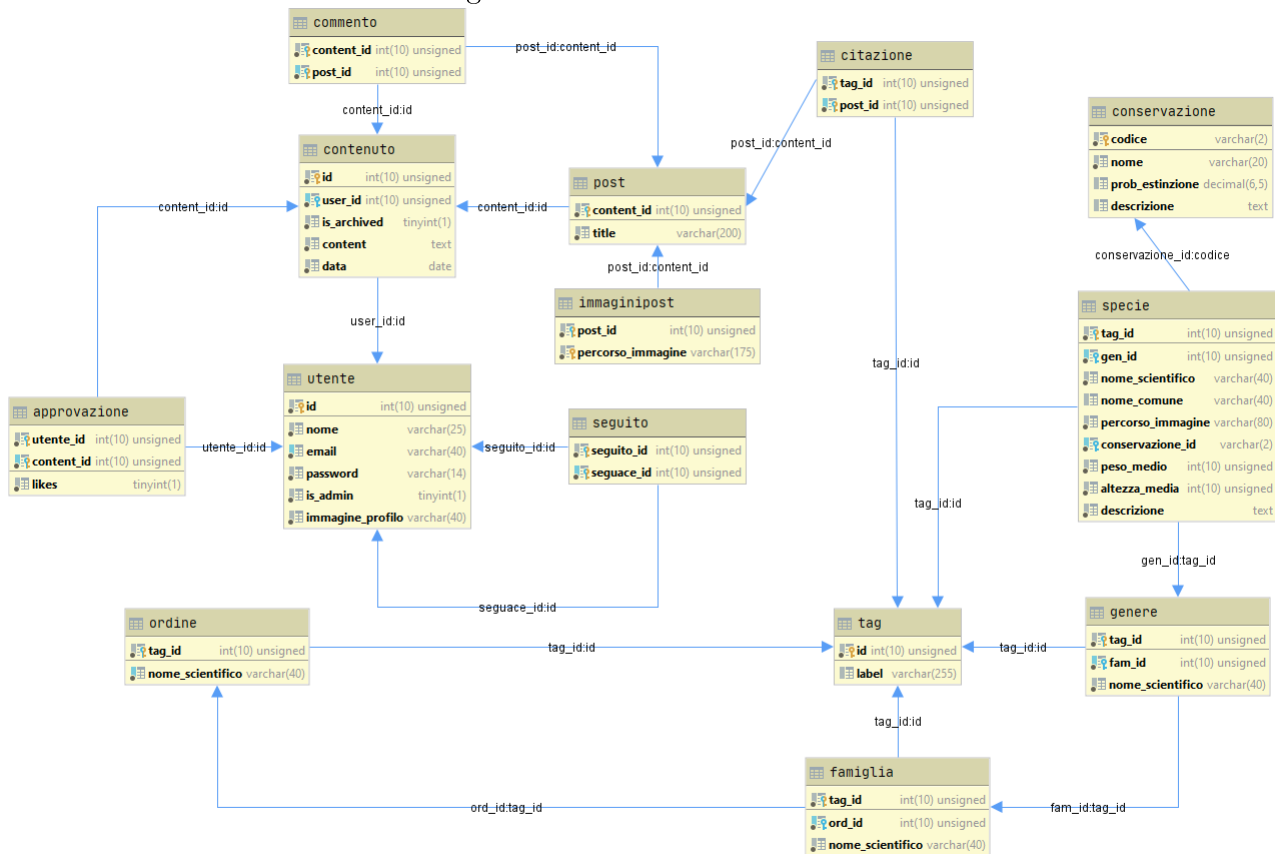 commento
content_id int(10) unsigned
post_id int(10) unsigned
post_id:content_id
content_id:id
citazione
tag_id int(10) unsigned
post_id int(10) unsigned
post_id:content_id
conservazione
codice varchar(2)
nome varchar(20)
prob_estinzione decimal(6,5)
descrizione text
conservazione_id:codice
contenuto
id int(10) unsigned
user_id int(10) unsigned
is_archived tinyint(1)
content text
data date
content_id:id
content_id:id
user_id:id
post
content_id int(10) unsigned
title varchar(200)
post_id:content_id
immaginipost
post_id int(10) unsigned
percorso_immagine varchar(175)
tag_id:id
specie
tag_id int(10) unsigned
gen_id int(10) unsigned
nome_scientifico varchar(40)
nome_comune varchar(40)
percorso_immagine varchar(80)
conservazione_id varchar(2)
peso_medio int(10) unsigned
altezza_media int(10) unsigned
descrizione text
tag_id:id
gen_id:tag_id
utente
id int(10) unsigned
nome varchar(25)
email varchar(40)
password varchar(14)
is_admin tinyint(1)
immagine_profilo varchar(40)
approvazione
utente_id int(10) unsigned
content_id int(10) unsigned
likes tinyint(1)
utente_id:id
seguito_id:id
seguito
seguito_id int(10) unsigned
seguace_id int(10) unsigned
seguace_id:id
ordine
tag_id int(10) unsigned
nome_scientifico varchar(40)
tag_id:id
tag
id int(10) unsigned
label varchar(255)
tag_id:id
genere
tag_id int(10) unsigned
fam_id int(10) unsigned
nome_scientifico varchar(40)
tag_id:id
famiglia
tag_id int(10) unsigned
ord_id int(10) unsigned
nome_scientifico varchar(40)
ord_id:tag_id
fam_id:tag_id